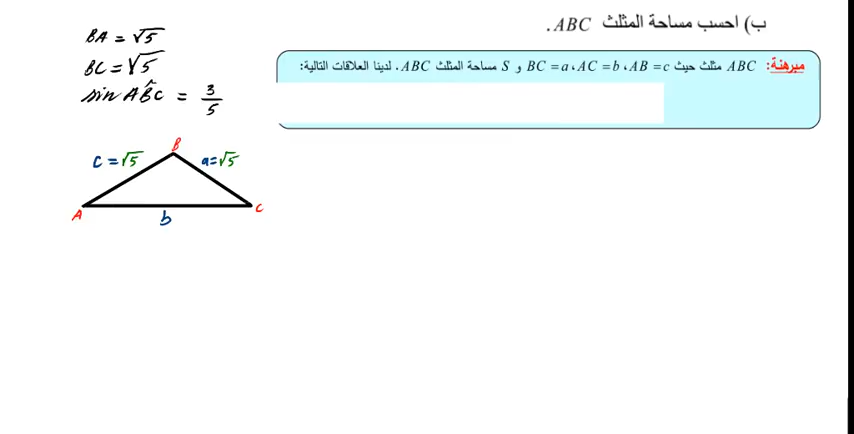 ب) احسب مساحة المثلث ABC.
مبرهنة: ABC مثلث حيث AB = c، AC = b، BC = a و S مساحة المثلث ABC. لدينا العلاقات التالية:
BA = √5
BC = √5
sin AB̂C = 3/5
B
c = √5 a = √5
A b C